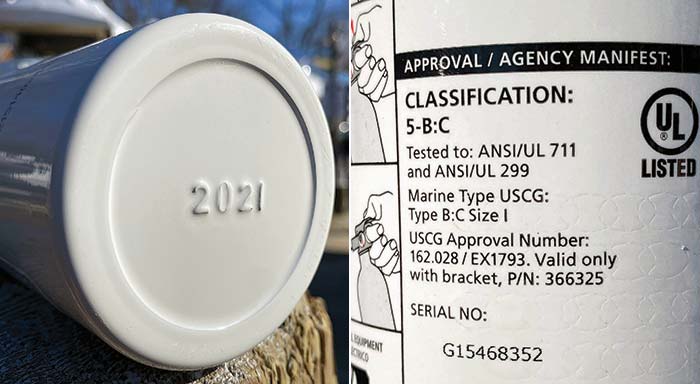 2021
APPROVAL / AGENCY MANIFEST:
CLASSIFICATION:
5-B:C
Tested to: ANSI/UL 711
and ANSI/UL 299
Marine Type USCG:
Type B:C Size I
USCG Approval Number:
162.028 / EX1793. Valid only
with bracket, P/N: 366325
SERIAL NO:
G15468352
UL
®
LISTED